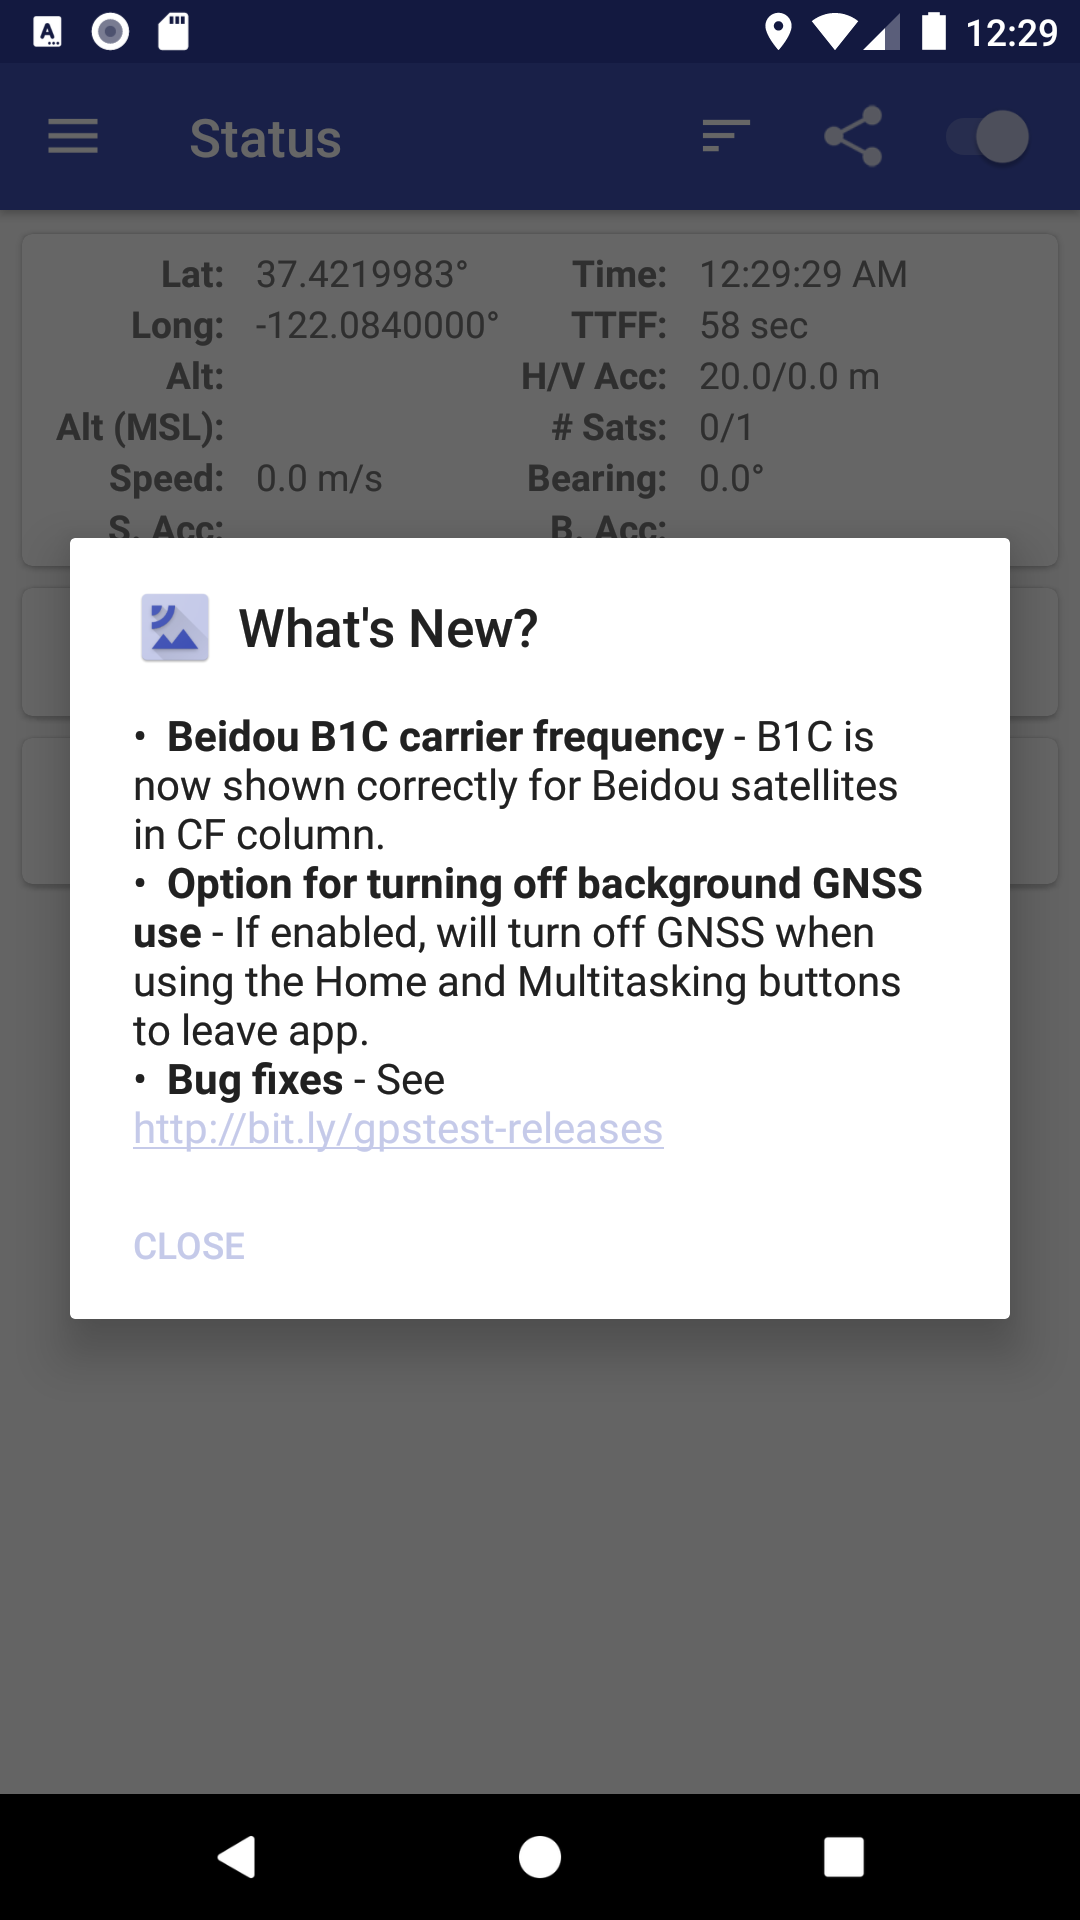 12:29
Status
Lat: 37.4219983° Time: 12:29:29 AM
Long: -122.0840000° TTFF: 58 sec
Alt: H/V Acc: 20.0/0.0 m
Alt (MSL): # Sats: 0/1
Speed: 0.0 m/s Bearing: 0.0°
S. Acc: B. Acc:
What's New?
• Beidou B1C carrier frequency - B1C is
now shown correctly for Beidou satellites
in CF column.
• Option for turning off background GNSS
use - If enabled, will turn off GNSS when
using the Home and Multitasking buttons
to leave app.
• Bug fixes - See
http://bit.ly/gpstest-releases
CLOSE